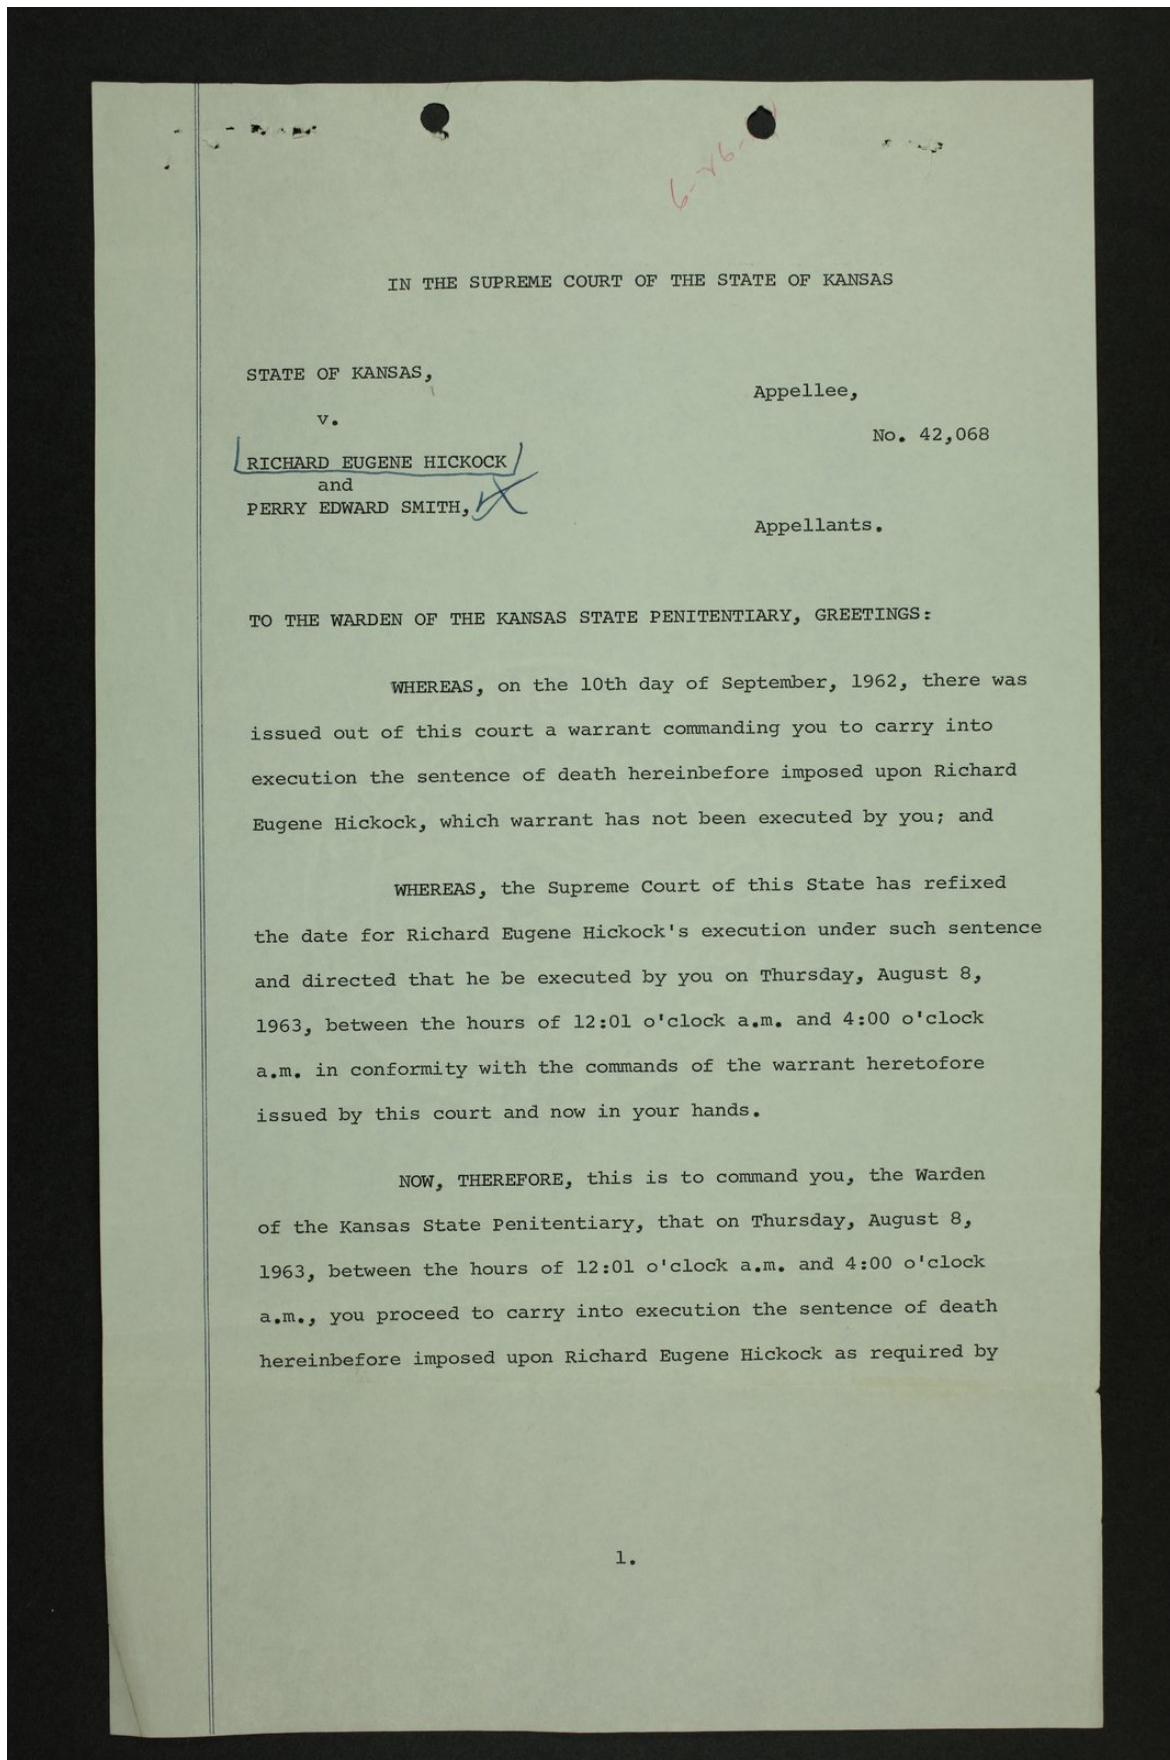 6-26-
IN THE SUPREME COURT OF THE STATE OF KANSAS
STATE OF KANSAS,
Appellee,
v.
No. 42,068
RICHARD EUGENE HICKOCK
and
PERRY EDWARD SMITH,
Appellants.
TO THE WARDEN OF THE KANSAS STATE PENITENTIARY, GREETINGS:
WHEREAS, on the 10th day of September, 1962, there was
issued out of this court a warrant commanding you to carry into
execution the sentence of death hereinbefore imposed upon Richard
Eugene Hickock, which warrant has not been executed by you; and
WHEREAS, the Supreme Court of this State has refixed
the date for Richard Eugene Hickock's execution under such sentence
and directed that he be executed by you on Thursday, August 8,
1963, between the hours of 12:01 o'clock a.m. and 4:00 o'clock
a.m. in conformity with the commands of the warrant heretofore
issued by this court and now in your hands.
NOW, THEREFORE, this is to command you, the Warden
of the Kansas State Penitentiary, that on Thursday, August 8,
1963, between the hours of 12:01 o'clock a.m. and 4:00 o'clock
a.m., you proceed to carry into execution the sentence of death
hereinbefore imposed upon Richard Eugene Hickock as required by
1.